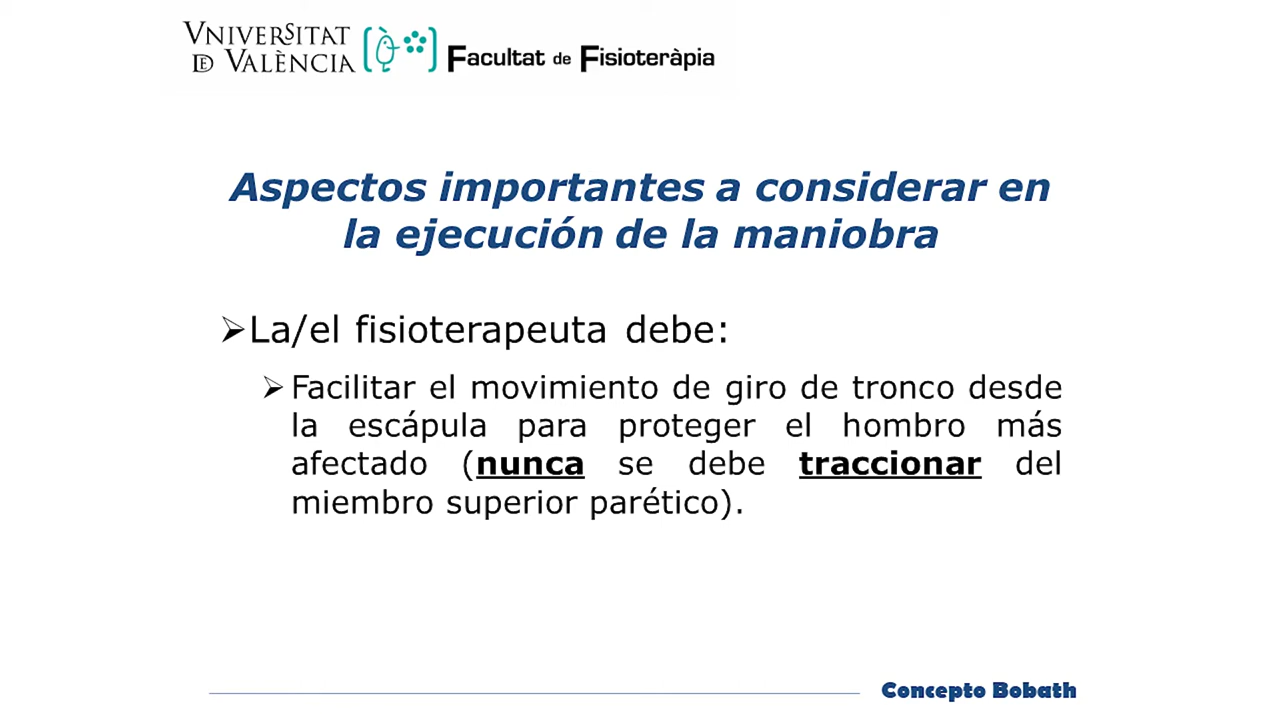 VNIVERSITAT
DE VALÈNCIA
Facultat de Fisioteràpia
Aspectos importantes a considerar en
la ejecución de la maniobra
➢La/el fisioterapeuta debe:
➢Facilitar el movimiento de giro de tronco desde
la escápula para proteger el hombro más
afectado (nunca se debe traccionar del
miembro superior parético).
Concepto Bobath